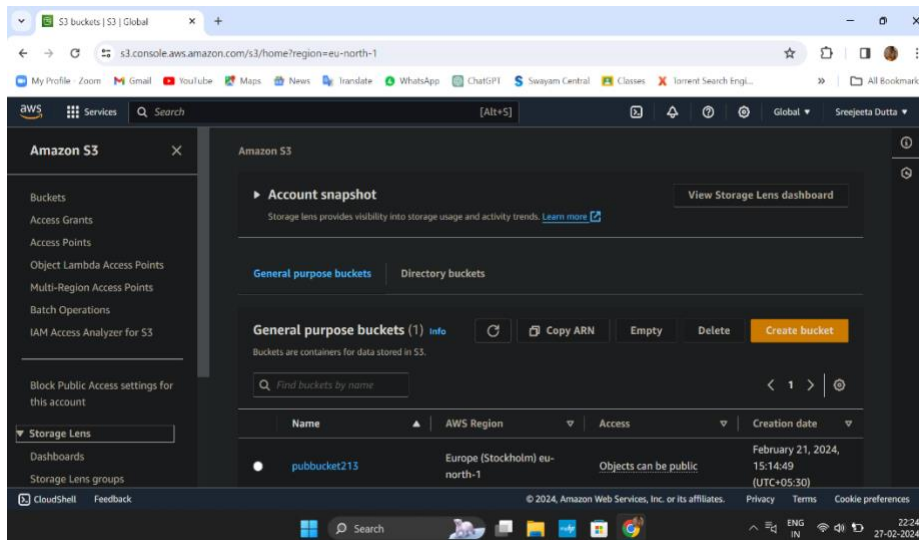 S3 buckets | S3 | Global
s3.console.aws.amazon.com/s3/home?region=eu-north-1
My Profile - Zoom Gmail YouTube Maps News Translate WhatsApp ChatGPT Swayam Central Classes Torrent Search Engi... » All Bookmark
aws Services Search [Alt+S] Global Sreejeeta Dutta
Amazon S3
Buckets
Access Grants
Access Points
Object Lambda Access Points
Multi-Region Access Points
Batch Operations
IAM Access Analyzer for S3
Block Public Access settings for
this account
Storage Lens
Dashboards
Storage Lens groups
Amazon S3
Account snapshot
View Storage Lens dashboard
Storage lens provides visibility into storage usage and activity trends. Learn more
General purpose buckets Directory buckets
General purpose buckets (1) Info Copy ARN Empty Delete Create bucket
Buckets are containers for data stored in S3.
Find buckets by name
1
Name AWS Region Access Creation date
pubbucket213
Europe (Stockholm) eu-
north-1
Objects can be public
February 21, 2024,
15:14:49
(UTC+05:30)
CloudShell Feedback © 2024, Amazon Web Services, Inc. or its affiliates. Privacy Terms Cookie preferences
Search
ENG
IN
22:24
27-02-2024